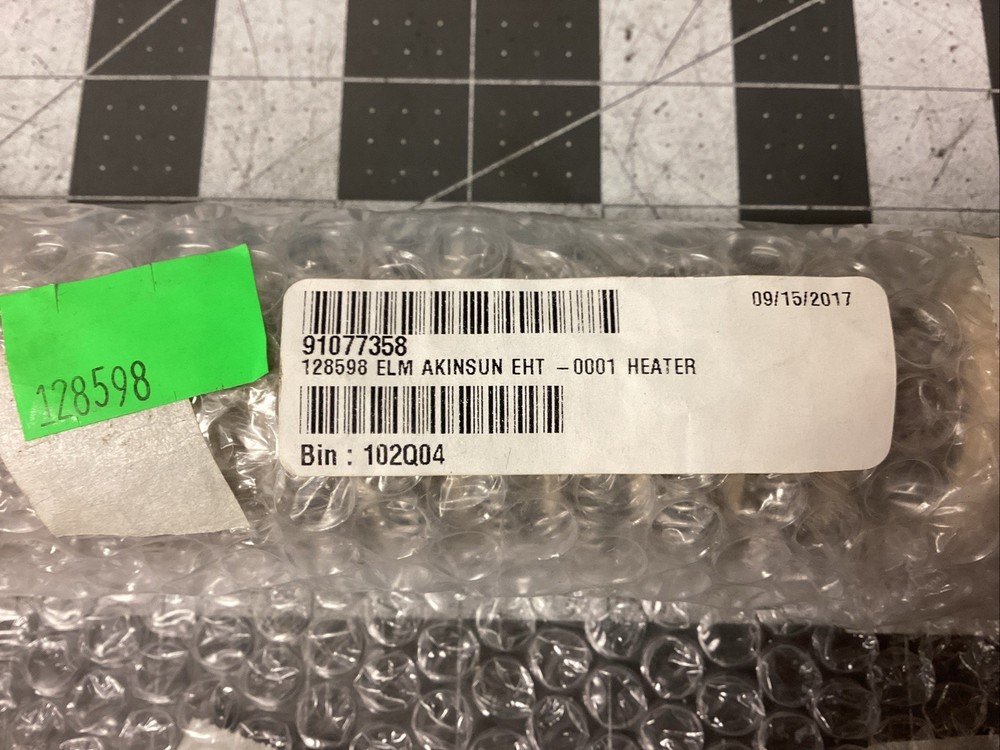 09/15/2017
91077358
128598 ELM AKINSUN EHT -0001 HEATER
Bin : 102Q04
128598